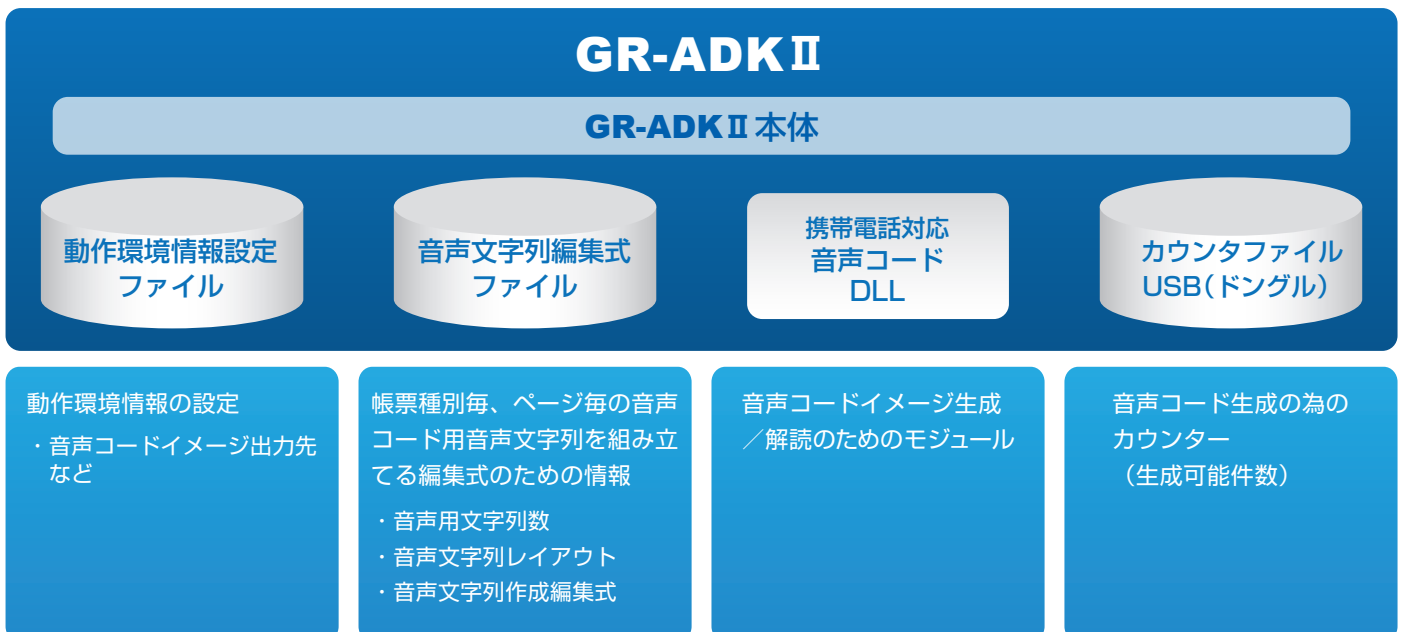 GR-ADKⅡ
GR-ADKⅡ本体
動作環境情報設定
ファイル
音声文字列編集式
ファイル
携帯電話対応
音声コード
DLL
カウンタファイル
USB(ドングル)
動作環境情報の設定
・音声コードイメージ出力先
など
帳票種別毎、ページ毎の音声
コード用音声文字列を組み立
てる編集式のための情報
・音声用文字列数
・音声文字列レイアウト
・音声文字列作成編集式
音声コードイメージ生成
／解読のためのモジュール
音声コード生成の為の
カウンター
（生成可能件数）